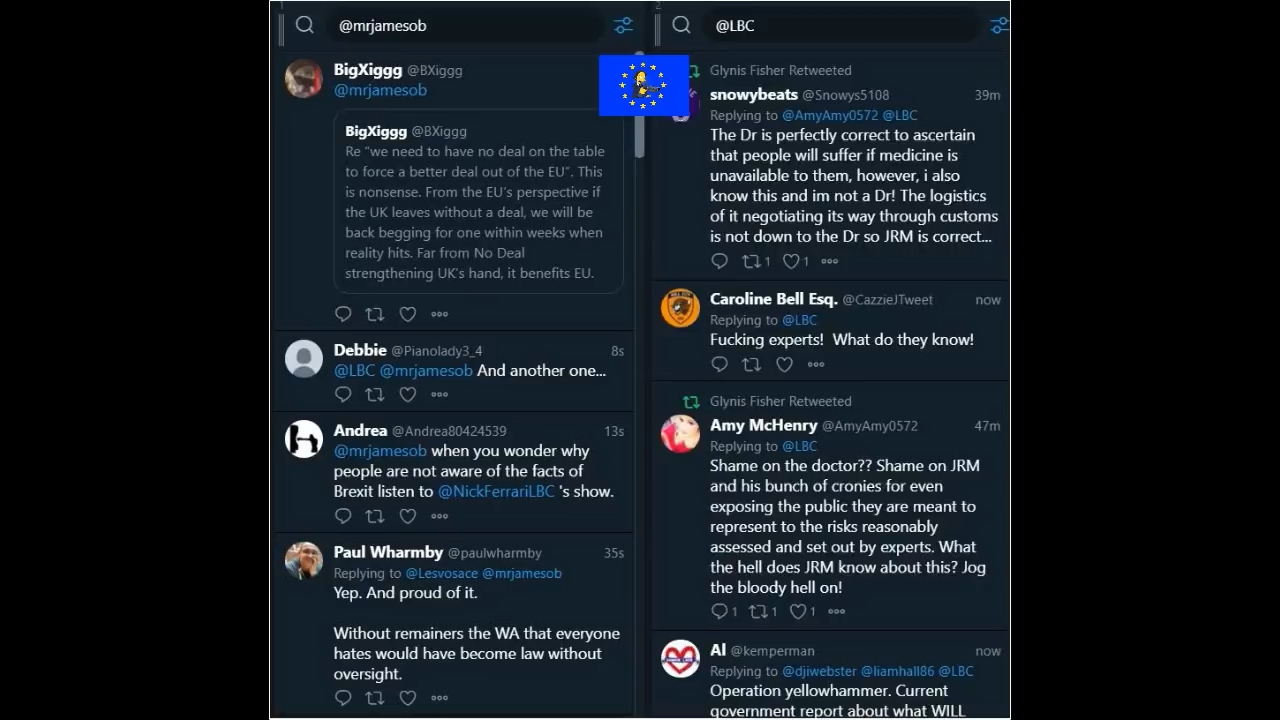 1
@mrjamesob
BigXiggg @BXiggg
@mrjamesob
BigXiggg @BXiggg
Re “we need to have no deal on the table
to force a better deal out of the EU”. This
is nonsense. From the EU's perspective if
the UK leaves without a deal, we will be
back begging for one within weeks when
reality hits. Far from No Deal
strengthening UK's hand, it benefits EU.
Debbie @Pianolady3_4 8s
@LBC @mrjamesob And another one...
Andrea @Andrea80424539 13s
@mrjamesob when you wonder why
people are not aware of the facts of
Brexit listen to @NickFerrariLBC 's show.
Paul Wharmby @paulwharmby 35s
Replying to @Lesvosace @mrjamesob
Yep. And proud of it.
Without remainers the WA that everyone
hates would have become law without
oversight.
2
@LBC
Glynis Fisher Retweeted
snowybeats @Snowys5108 39m
Replying to @AmyAmy0572 @LBC
The Dr is perfectly correct to ascertain
that people will suffer if medicine is
unavailable to them, however, i also
know this and im not a Dr! The logistics
of it negotiating its way through customs
is not down to the Dr so JRM is correct...
1 1
Caroline Bell Esq. @CazzieJTweet now
Replying to @LBC
Fucking experts! What do they know!
Glynis Fisher Retweeted
Amy McHenry @AmyAmy0572 47m
Replying to @LBC
Shame on the doctor?? Shame on JRM
and his bunch of cronies for even
exposing the public they are meant to
represent to the risks reasonably
assessed and set out by experts. What
the hell does JRM know about this? Jog
the bloody hell on!
1 1 1
Al @kemperman now
Replying to @djiwebster @liamhall86 @LBC
Operation yellowhammer. Current
government report about what WILL